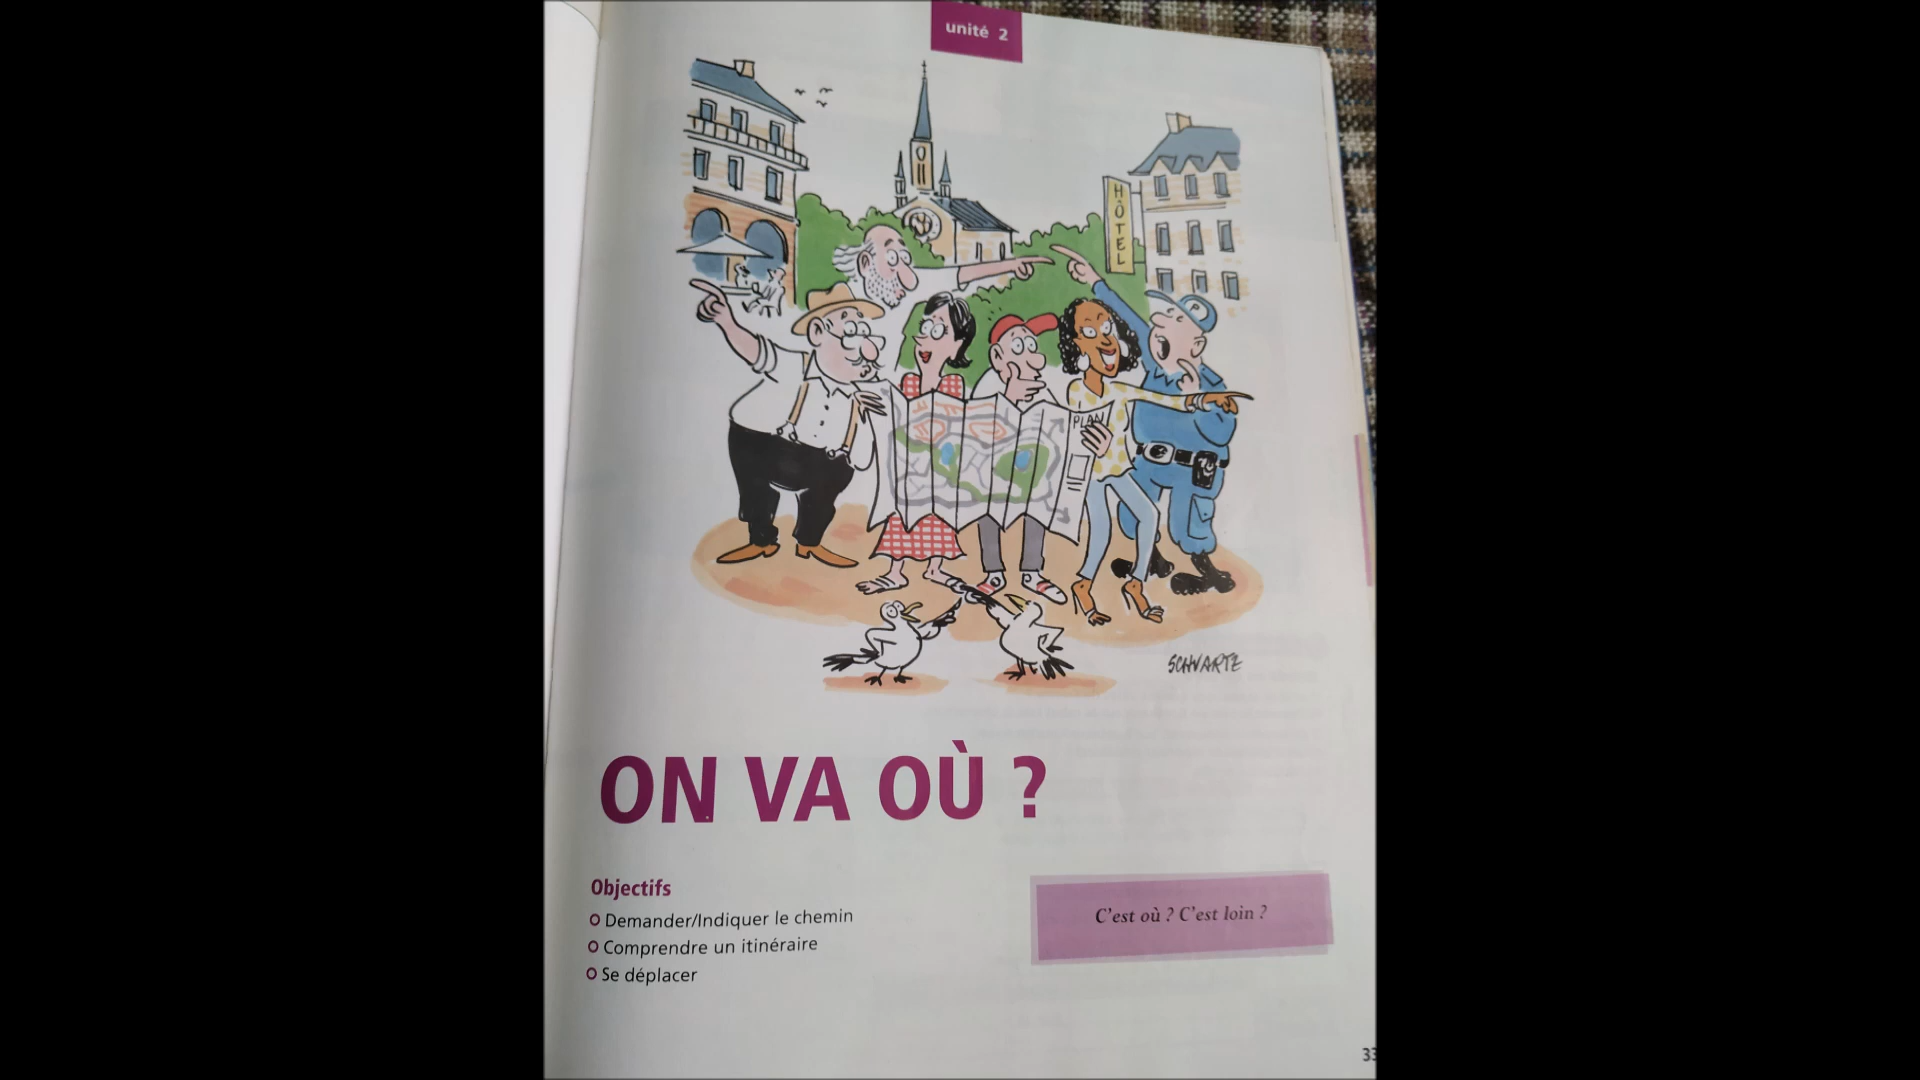 unité 2
HÔTEL
P
PLAN
SCHVARTZ
ON VA OÙ ?
Objectifs
Demander/Indiquer le chemin
Comprendre un itinéraire
Se déplacer
C'est où ? C'est loin ?
33